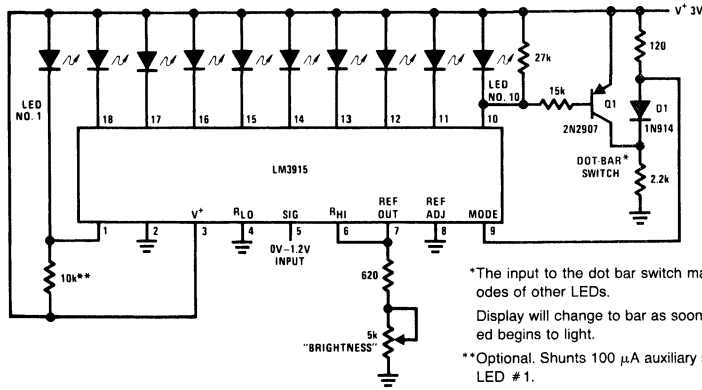 V+ 3V
120
27k
LED
NO. 1
LED
NO. 10
15k
Q1
2N2907
D1
1N914
DOT-BAR*
SWITCH
2.2k
18 17 16 15 14 13 12 11 10
LM3915
V+ RLO SIG RHI REF OUT REF ADJ MODE
1 2 3 4 5 6 7 8 9
0V–1.2V
INPUT
10k**
620
5k
"BRIGHTNESS"
*The input to the dot bar switch ma
odes of other LEDs.
Display will change to bar as soon
ed begins to light.
**Optional. Shunts 100 μA auxiliary
LED #1.